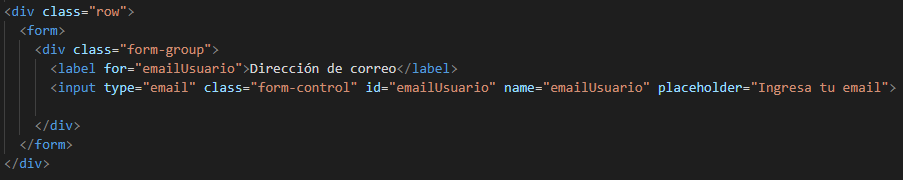 <div class="row">
<form>
<div class="form-group">
<label for="emailUsuario">Dirección de correo</label>
<input type="email" class="form-control" id="emailUsuario" name="emailUsuario" placeholder="Ingresa tu email">
</div>
</form>
</div>